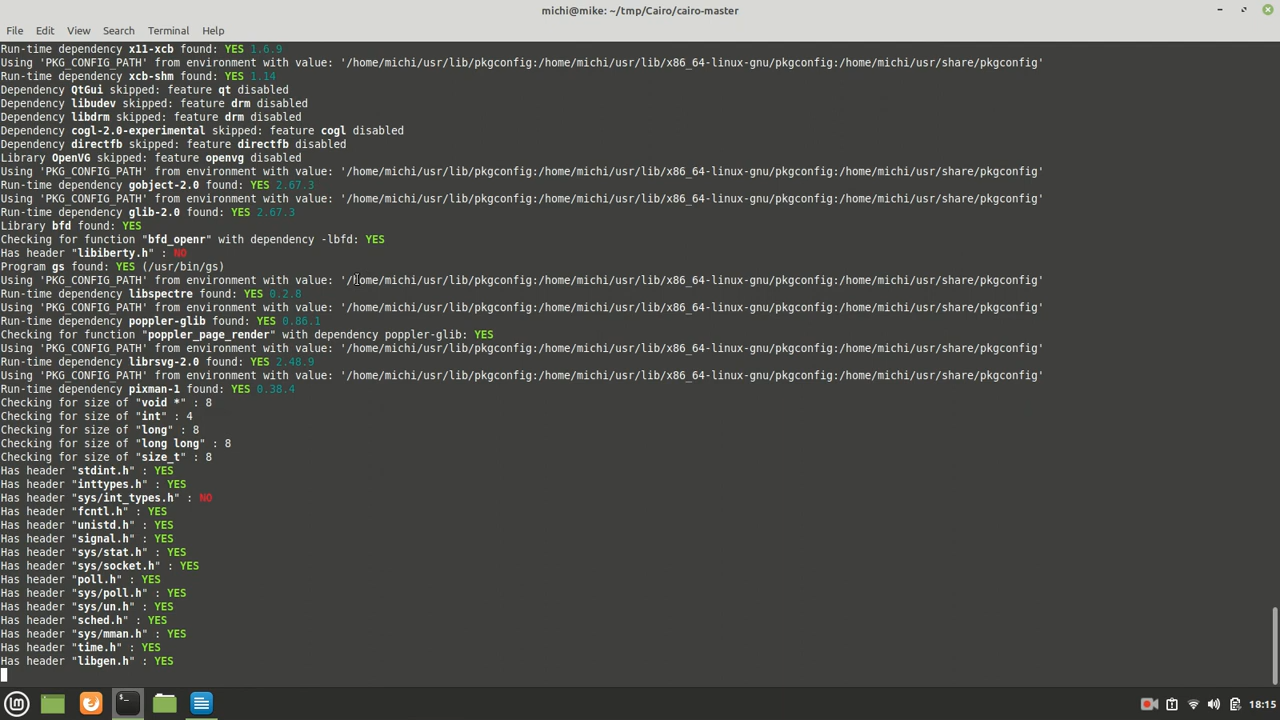 michi@mike: ~/tmp/Cairo/cairo-master
File Edit View Search Terminal Help
Run-time dependency x11-xcb found: YES 1.6.9
Using 'PKG_CONFIG_PATH' from environment with value: '/home/michi/usr/lib/pkgconfig:/home/michi/usr/lib/x86_64-linux-gnu/pkgconfig:/home/michi/usr/share/pkgconfig'
Run-time dependency xcb-shm found: YES 1.14
Dependency QtGui skipped: feature qt disabled
Dependency libudev skipped: feature drm disabled
Dependency libdrm skipped: feature drm disabled
Dependency cogl-2.0-experimental skipped: feature cogl disabled
Dependency directfb skipped: feature directfb disabled
Library OpenVG skipped: feature openvg disabled
Using 'PKG_CONFIG_PATH' from environment with value: '/home/michi/usr/lib/pkgconfig:/home/michi/usr/lib/x86_64-linux-gnu/pkgconfig:/home/michi/usr/share/pkgconfig'
Run-time dependency gobject-2.0 found: YES 2.67.3
Using 'PKG_CONFIG_PATH' from environment with value: '/home/michi/usr/lib/pkgconfig:/home/michi/usr/lib/x86_64-linux-gnu/pkgconfig:/home/michi/usr/share/pkgconfig'
Run-time dependency glib-2.0 found: YES 2.67.3
Library bfd found: YES
Checking for function "bfd_openr" with dependency -lbfd: YES
Has header "libiberty.h" : NO
Program gs found: YES (/usr/bin/gs)
Using 'PKG_CONFIG_PATH' from environment with value: '/home/michi/usr/lib/pkgconfig:/home/michi/usr/lib/x86_64-linux-gnu/pkgconfig:/home/michi/usr/share/pkgconfig'
Run-time dependency libspectre found: YES 0.2.8
Using 'PKG_CONFIG_PATH' from environment with value: '/home/michi/usr/lib/pkgconfig:/home/michi/usr/lib/x86_64-linux-gnu/pkgconfig:/home/michi/usr/share/pkgconfig'
Run-time dependency poppler-glib found: YES 0.86.1
Checking for function "poppler_page_render" with dependency poppler-glib: YES
Using 'PKG_CONFIG_PATH' from environment with value: '/home/michi/usr/lib/pkgconfig:/home/michi/usr/lib/x86_64-linux-gnu/pkgconfig:/home/michi/usr/share/pkgconfig'
Run-time dependency librsvg-2.0 found: YES 2.48.9
Using 'PKG_CONFIG_PATH' from environment with value: '/home/michi/usr/lib/pkgconfig:/home/michi/usr/lib/x86_64-linux-gnu/pkgconfig:/home/michi/usr/share/pkgconfig'
Run-time dependency pixman-1 found: YES 0.38.4
Checking for size of "void *" : 8
Checking for size of "int" : 4
Checking for size of "long" : 8
Checking for size of "long long" : 8
Checking for size of "size_t" : 8
Has header "stdint.h" : YES
Has header "inttypes.h" : YES
Has header "sys/int_types.h" : NO
Has header "fcntl.h" : YES
Has header "unistd.h" : YES
Has header "signal.h" : YES
Has header "sys/stat.h" : YES
Has header "sys/socket.h" : YES
Has header "poll.h" : YES
Has header "sys/poll.h" : YES
Has header "sys/un.h" : YES
Has header "sched.h" : YES
Has header "sys/mman.h" : YES
Has header "time.h" : YES
Has header "libgen.h" : YES
18:15